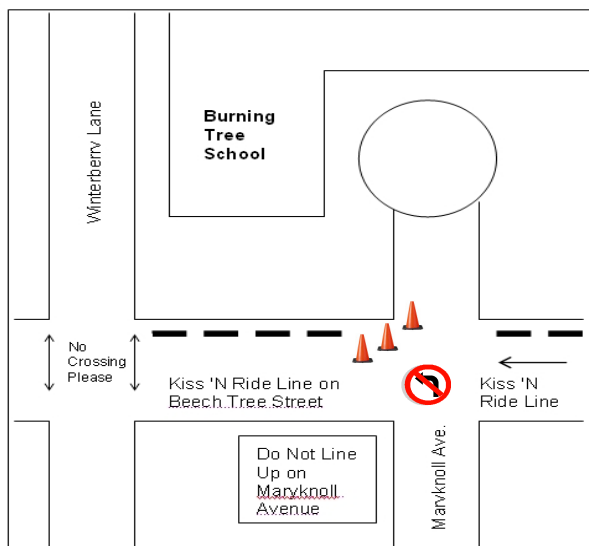 Winterberry Lane
Burning
Tree
School
No
Crossing
Please
Kiss 'N Ride Line on
Beech Tree Street
Kiss 'N
Ride Line
Do Not Line
Up on
Maryknoll
Avenue
Maryknoll Ave.